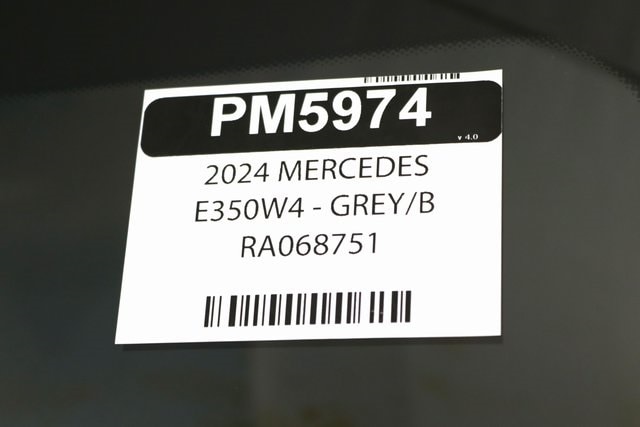 PM5974
v 4.0
2024 MERCEDES
E350W4 - GREY/B
RA068751